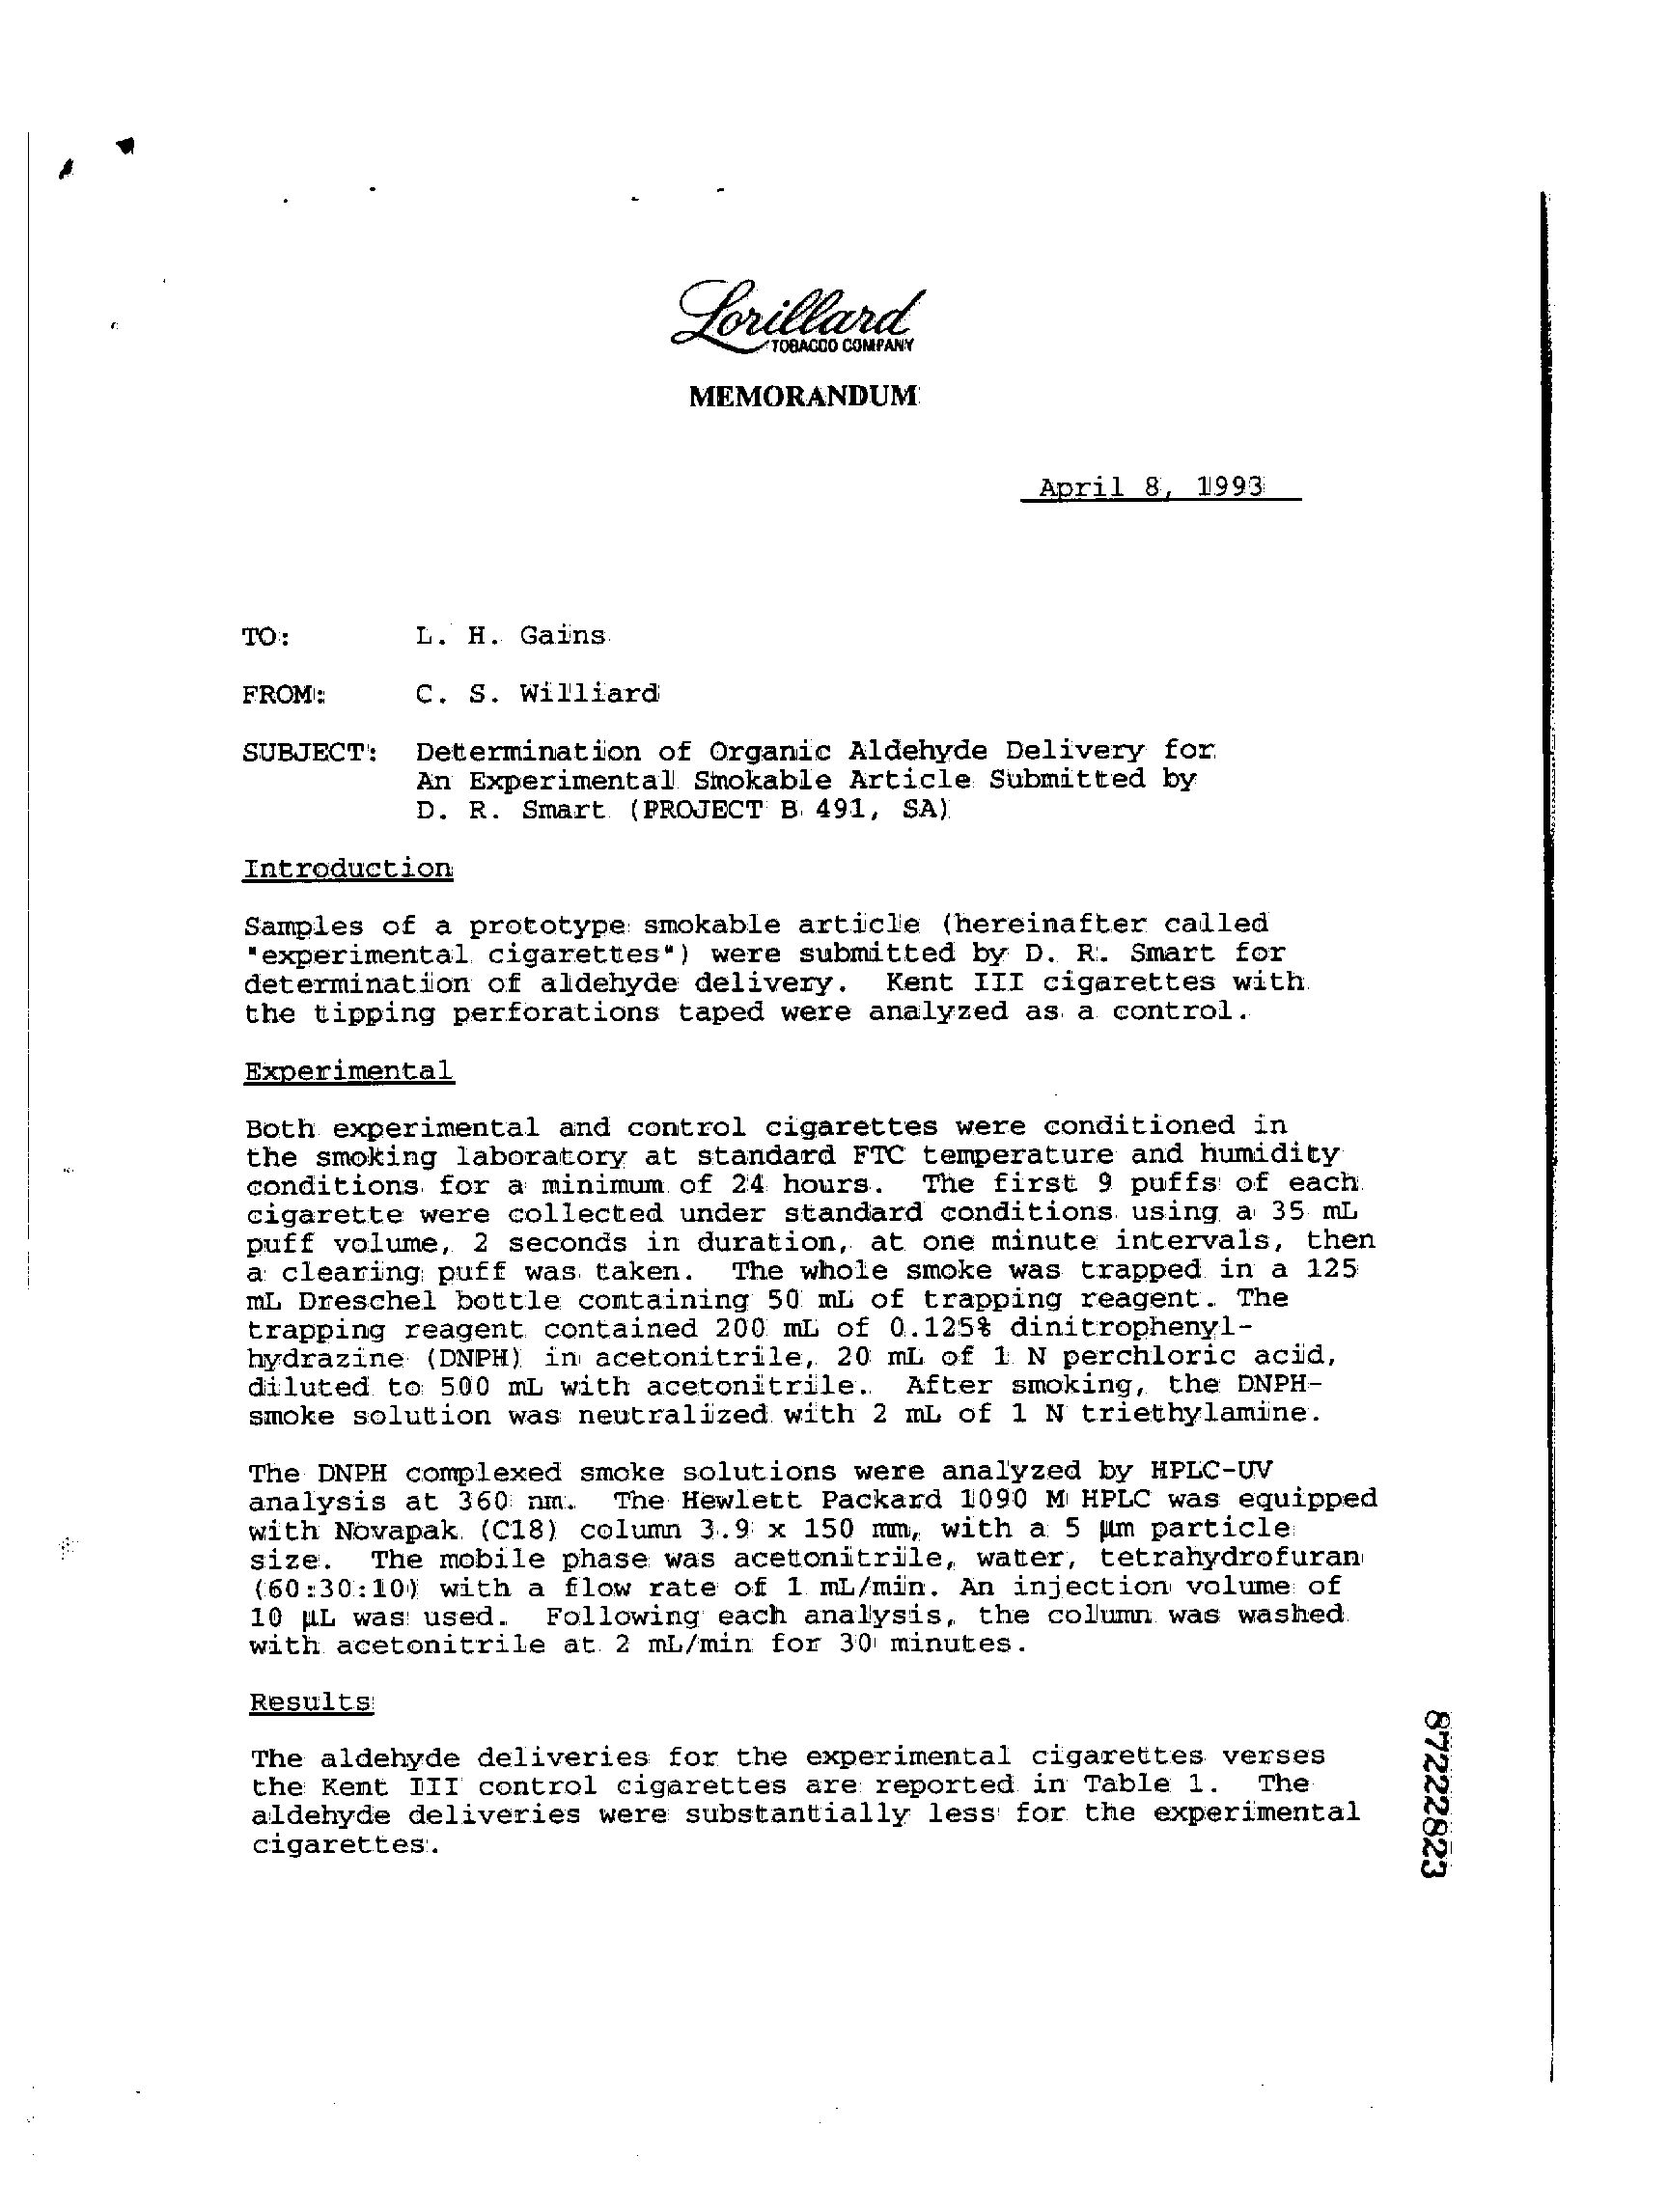 Lorillard
TOBACCO COMPANY
MEMORANDUM
April 8, 1993
TO: L. H. Gains
FROM: C. S. Williard
SUBJECT: Determination of Organic Aldehyde Delivery for
An Experimental Smokable Article Submitted by
D. R. Smart (PROJECT B 491, SA)
Introduction
Samples of a prototype smokable article (hereinafter called
"experimental cigarettes") were submitted by D. R. Smart for
determination of aldehyde delivery. Kent III cigarettes with
the tipping perforations taped were analyzed as a control.
Experimental
Both experimental and control cigarettes were conditioned in
the smoking laboratory at standard FTC temperature and humidity
conditions for a minimum of 24 hours. The first 9 puffs of each
cigarette were collected under standard conditions using a 35 mL
puff volume, 2 seconds in duration, at one minute intervals, then
a clearing puff was taken. The whole smoke was trapped in a 125
mL Dreschel bottle containing 50 mL of trapping reagent. The
trapping reagent contained 200 mL of 0.125% dinitrophenyl-
hydrazine (DNPH) in acetonitrile, 20 mL of 1 N perchloric acid,
diluted to 500 mL with acetonitrile. After smoking, the DNPH-
smoke solution was neutralized with 2 mL of 1 N triethylamine.
The DNPH complexed smoke solutions were analyzed by HPLC-UV
analysis at 360 nm. The Hewlett Packard 1090 M HPLC was equipped
with Novapak (C18) column 3.9 x 150 mm, with a 5 µm particle
size. The mobile phase was acetonitrile, water, tetrahydrofuran
(60:30:10) with a flow rate of 1 mL/min. An injection volume of
10 µL was used. Following each analysis, the column was washed
with acetonitrile at 2 mL/min for 30 minutes.
Results
The aldehyde deliveries for the experimental cigarettes verses
the Kent III control cigarettes are reported in Table 1. The
aldehyde deliveries were substantially less for the experimental
cigarettes.
87222823